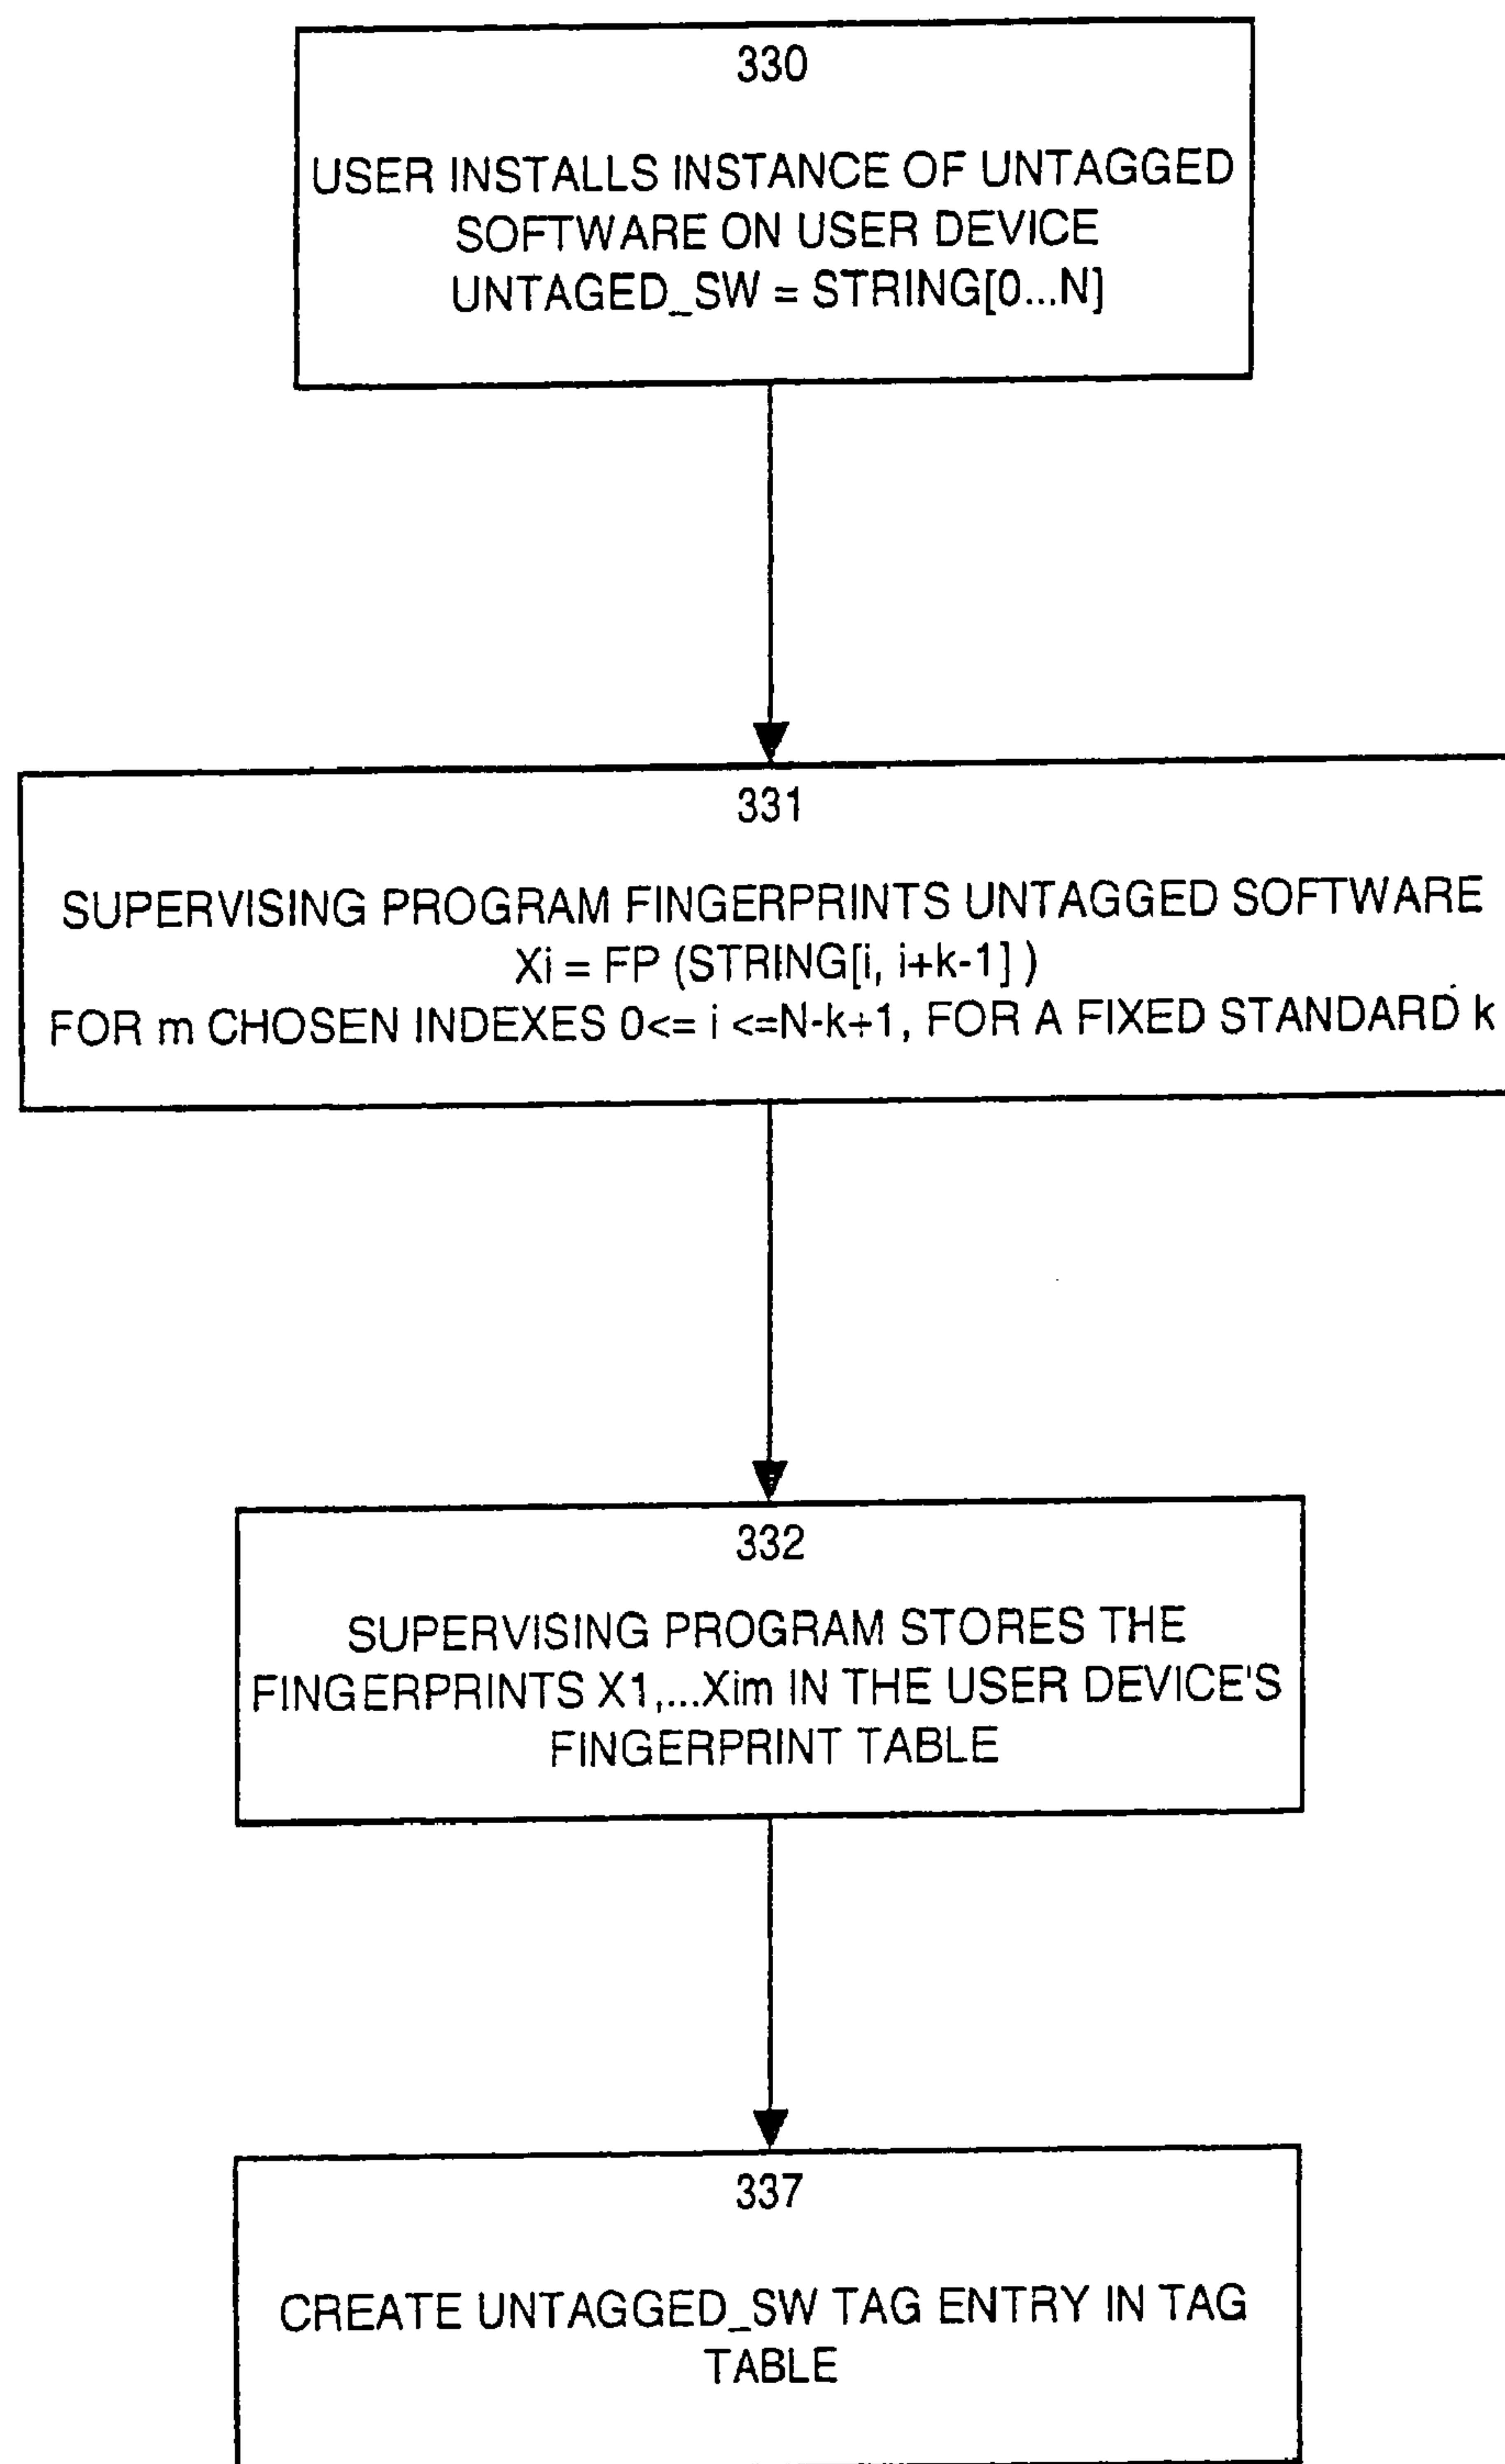 330
USER INSTALLS INSTANCE OF UNTAGGED
SOFTWARE ON USER DEVICE
UNTAGED_SW = STRING[0...N]
331
SUPERVISING PROGRAM FINGERPRINTS UNTAGGED SOFTWARE
Xi = FP (STRING[i, i+k-1] )
FOR m CHOSEN INDEXES 0<= i <=N-k+1, FOR A FIXED STANDARD k
332
SUPERVISING PROGRAM STORES THE
FINGERPRINTS X1,...Xim IN THE USER DEVICE'S
FINGERPRINT TABLE
337
CREATE UNTAGGED_SW TAG ENTRY IN TAG
TABLE